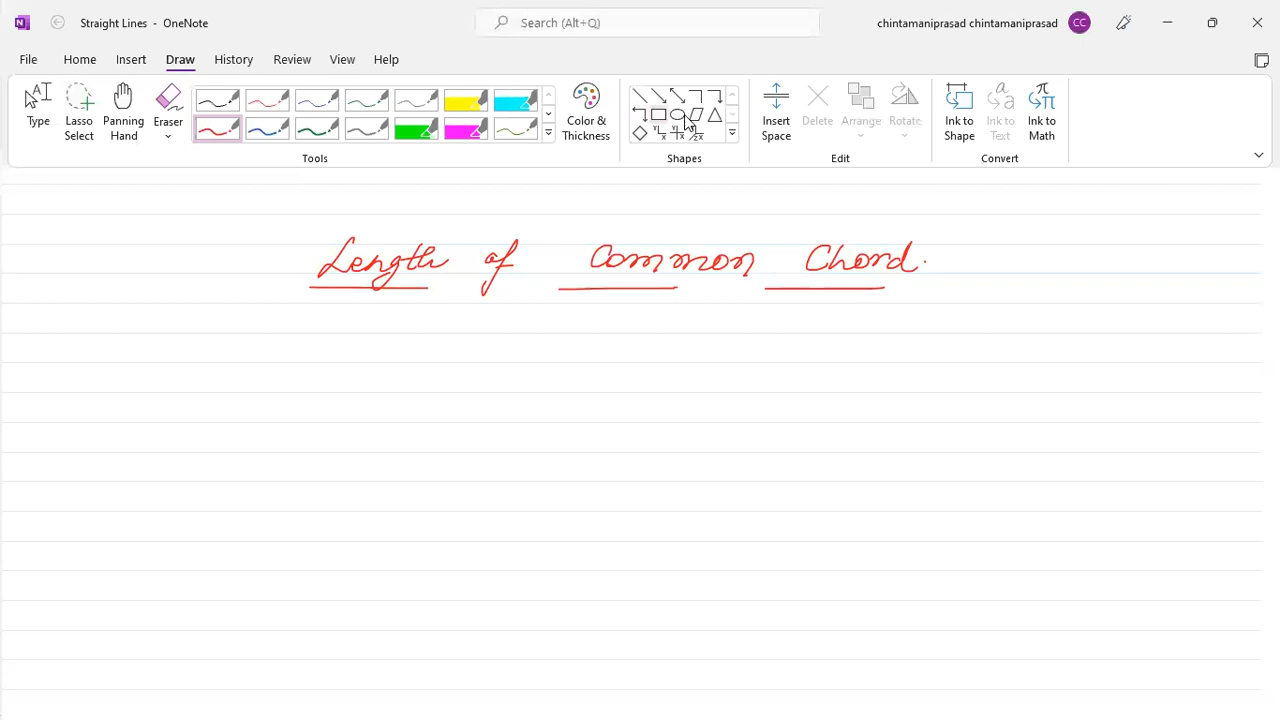 Straight Lines - OneNote
Search (Alt+Q)
chintamaniprasad chintamaniprasad CC
File Home Insert Draw History Review View Help
Type
Lasso Select
Panning Hand
Eraser
Color & Thickness
Insert Space
Delete
Arrange
Rotate
Ink to Shape
Ink to Text
Ink to Math
Tools
Shapes
Edit
Convert
Length of Common Chord.